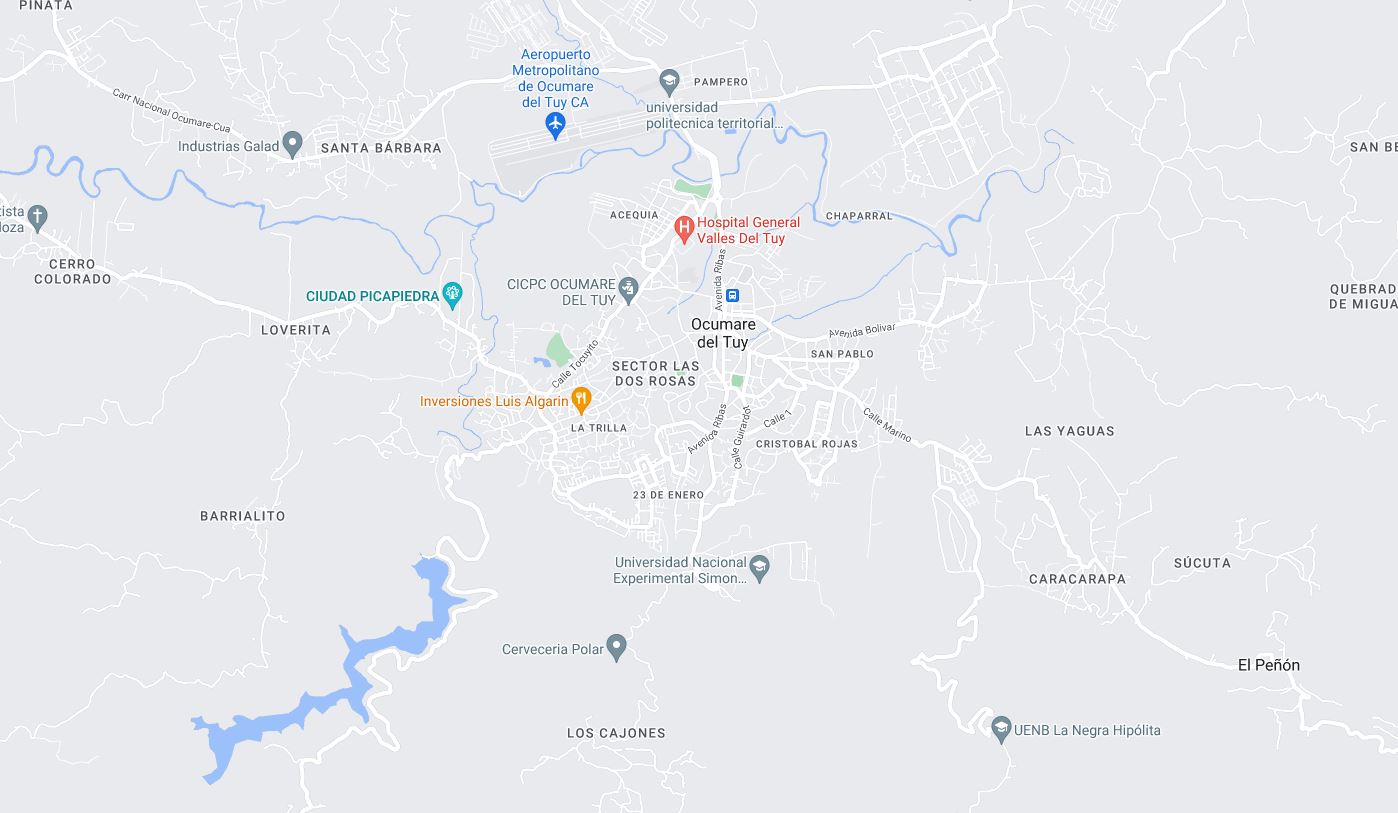 PIÑATA
Aeropuerto
Metropolitano
de Ocumare
del Tuy CA
PAMPERO
Carr Nacional Ocumare-Cua
universidad
politecnica territorial...
Industrias Galad
SANTA BÁRBARA
SAN BE
tista
loza
ACEQUIA
CHAPARRAL
Hospital General
Valles Del Tuy
CERRO
COLORADO
Avenida Ribas
CICPC OCUMARE
DEL TUY
CIUDAD PICAPIEDRA
QUEBRAD
DE MIGUA
LOVERITA
Ocumare
del Tuy
Avenida Bolivar
SAN PABLO
Calle Tocuyito
SECTOR LAS
DOS ROSAS
Inversiones Luis Algarin
LA TRILLA
Avenida Ribas
Calle Guirardot
Calle 1
Calle Marino
CRISTOBAL ROJAS
LAS YAGUAS
23 DE ENERO
BARRIALITO
Universidad Nacional
Experimental Simon...
SÚCUTA
CARACARAPA
Cerveceria Polar
El Peñón
LOS CAJONES
UENB La Negra Hipólita